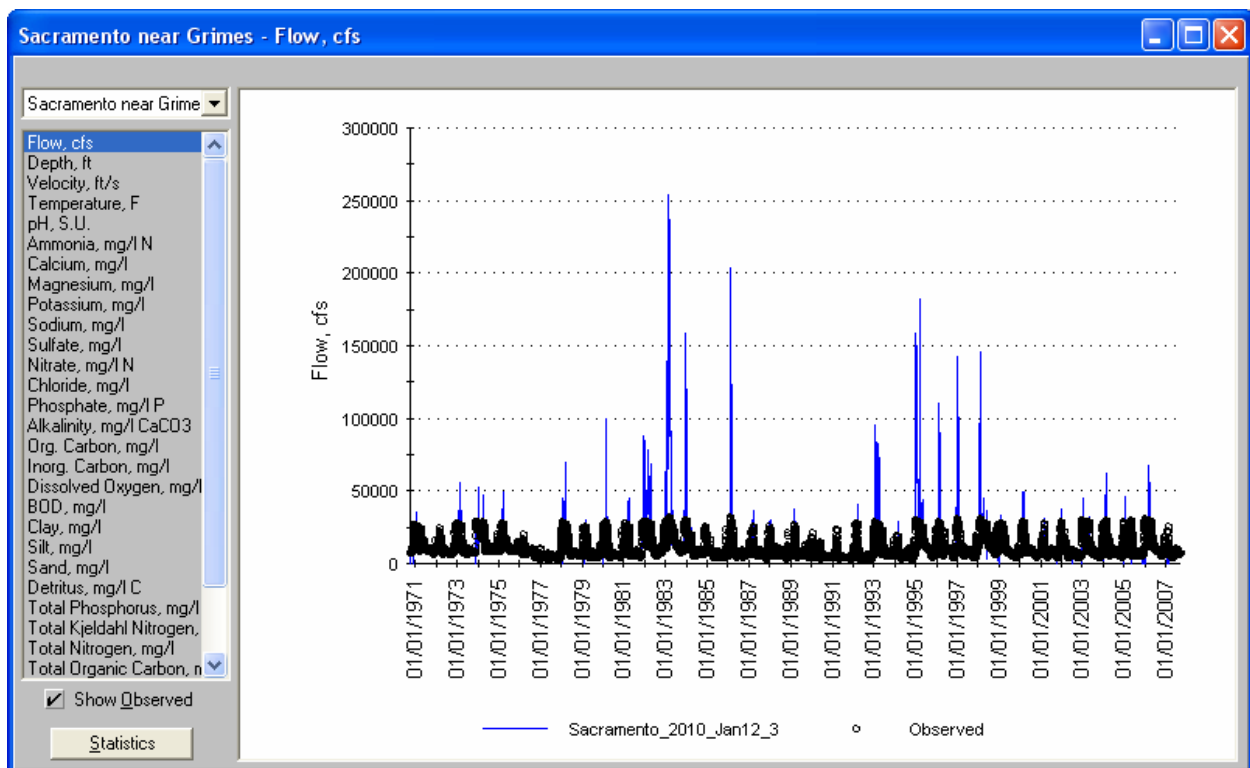 Sacramento near Grimes - Flow, cfs
Sacramento near Grime
Flow, cfs
Depth, ft
Velocity, ft/s
Temperature, F
pH, S.U.
Ammonia, mg/l N
Calcium, mg/l
Magnesium, mg/l
Potassium, mg/l
Sodium, mg/l
Sulfate, mg/l
Nitrate, mg/l N
Chloride, mg/l
Phosphate, mg/l P
Alkalinity, mg/l CaCO3
Org. Carbon, mg/l
Inorg. Carbon, mg/l
Dissolved Oxygen, mg/l
BOD, mg/l
Clay, mg/l
Silt, mg/l
Sand, mg/l
Detritus, mg/l C
Total Phosphorus, mg/l
Total Kjeldahl Nitrogen,
Total Nitrogen, mg/l
Total Organic Carbon, m
Show Observed
Statistics
Flow, cfs
300000
250000
200000
150000
100000
50000
0
01/01/1971
01/01/1973
01/01/1975
01/01/1977
01/01/1979
01/01/1981
01/01/1983
01/01/1985
01/01/1987
01/01/1989
01/01/1991
01/01/1993
01/01/1995
01/01/1997
01/01/1999
01/01/2001
01/01/2003
01/01/2005
01/01/2007
Sacramento_2010_Jan12_3
Observed